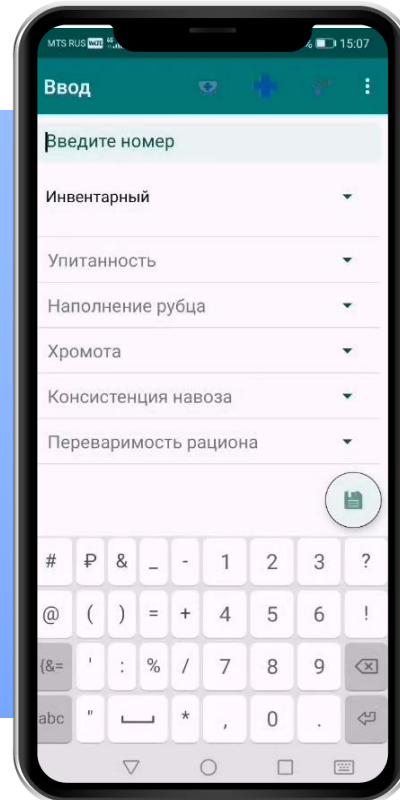 MTS RUS VoLTE 15:07
Ввод
Введите номер
Инвентарный
Упитанность
Наполнение рубца
Хромота
Консистенция навоза
Переваримость рациона
# ₽ & _ - 1 2 3 ?
@ ( ) = + 4 5 6 !
{&= ' : % / 7 8 9
abc " * , 0 .